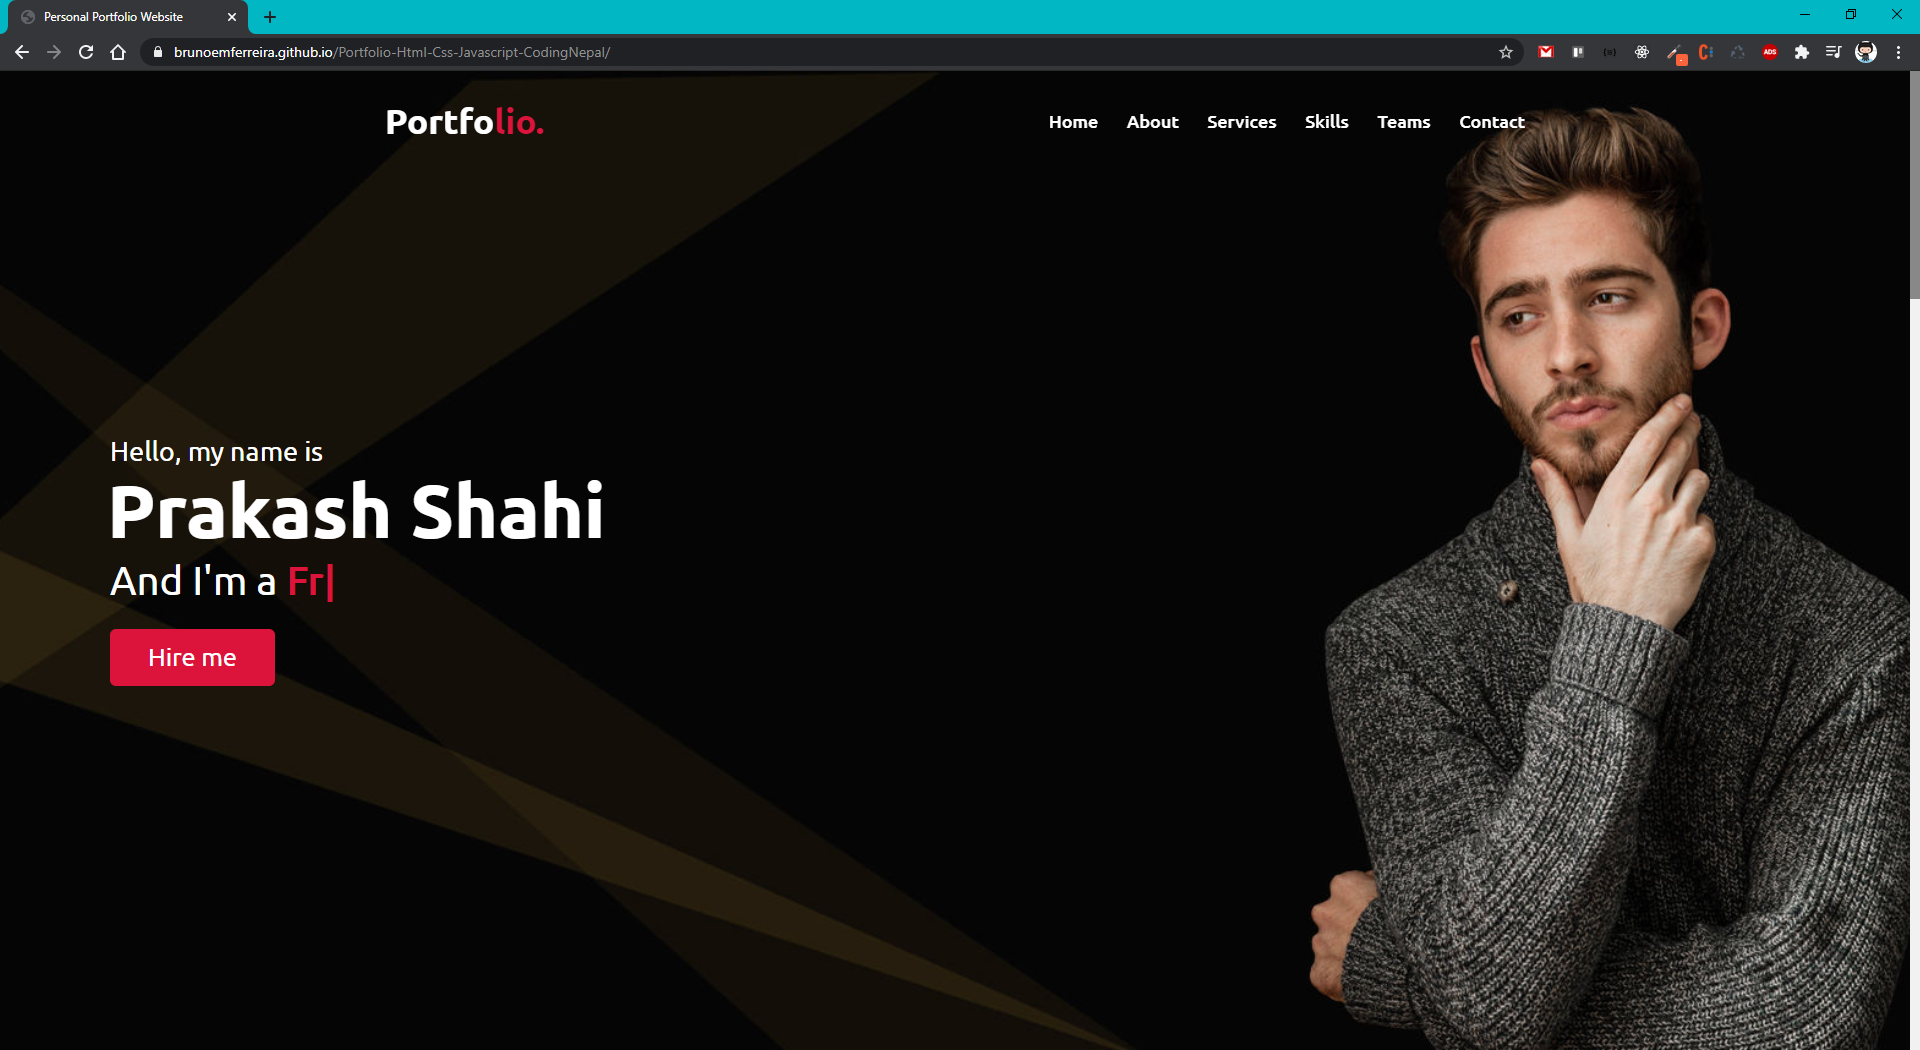 Personal Portfolio Website
brunoemferreira.github.io/Portfolio-Html-Css-Javascript-CodingNepal/
ADS
Portfolio.
Home About Services Skills Teams Contact
Hello, my name is
Prakash Shahi
And I'm a Fr|
Hire me